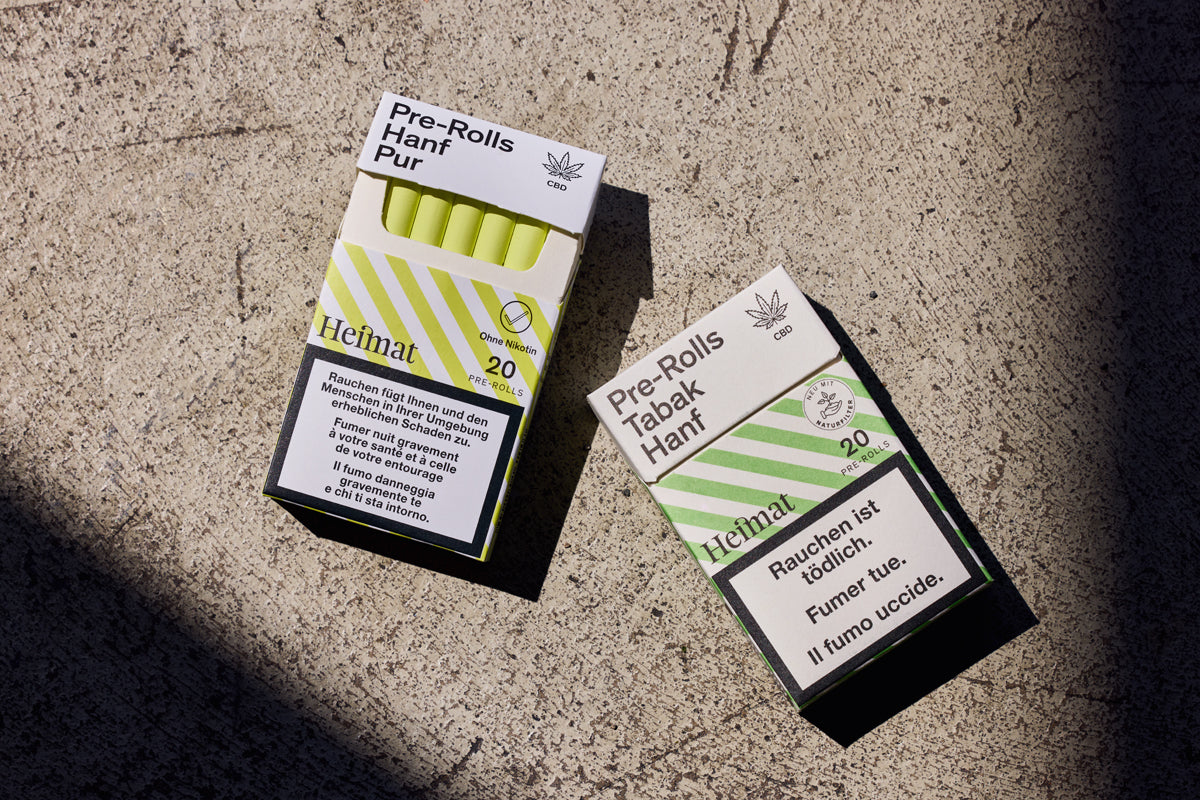 Pre-Rolls
Hanf
Pur
CBD
Heimat
Ohne Nikotin
20
PRE-ROLLS
Rauchen fügt Ihnen und den
Menschen in Ihrer Umgebung
erheblichen Schaden zu.
Fumer nuit gravement
à votre santé et à celle
de votre entourage
Il fumo danneggia
gravemente te
e chi ti sta intorno.
Pre-Rolls
Tabak
Hanf
CBD
NEU MIT
NATURFILTER
20
PRE-ROLLS
Heimat
Rauchen ist
tödlich.
Fumer tue.
Il fumo uccide.